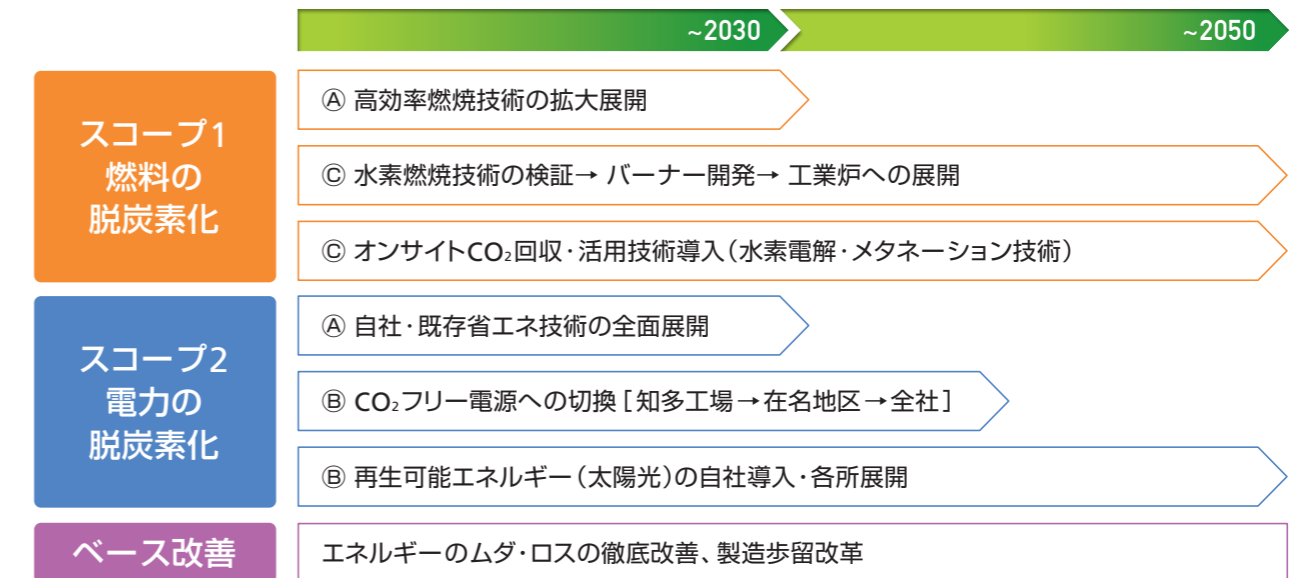 ~2030
~2050
スコープ1
燃料の
脱炭素化
Ⓐ 高効率燃焼技術の拡大展開
Ⓒ 水素燃焼技術の検証→ バーナー開発→ 工業炉への展開
Ⓒ オンサイトCO₂回収・活用技術導入(水素電解・メタネーション技術)
スコープ2
電力の
脱炭素化
Ⓐ 自社・既存省エネ技術の全面展開
Ⓑ CO₂フリー電源への切換 [知多工場→在名地区→全社]
Ⓑ 再生可能エネルギー(太陽光)の自社導入・各所展開
ベース改善
エネルギーのムダ・ロスの徹底改善、製造歩留改革